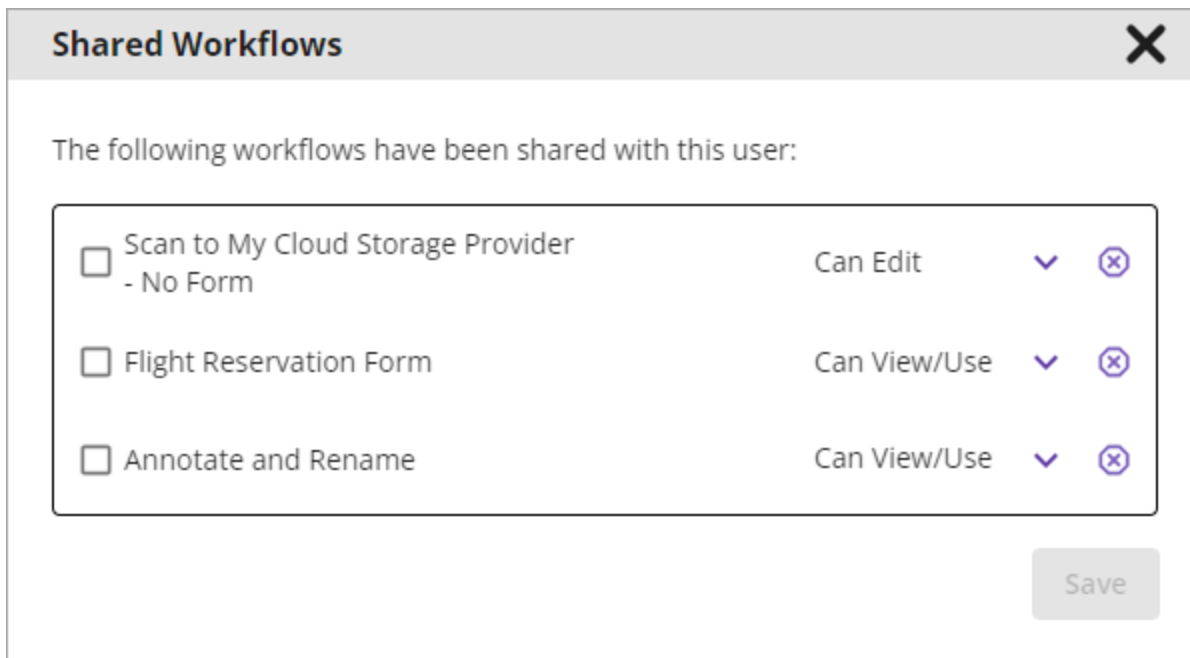 Shared Workflows
The following workflows have been shared with this user:
Scan to My Cloud Storage Provider
- No Form
Can Edit
Flight Reservation Form
Can View/Use
Annotate and Rename
Can View/Use
Save